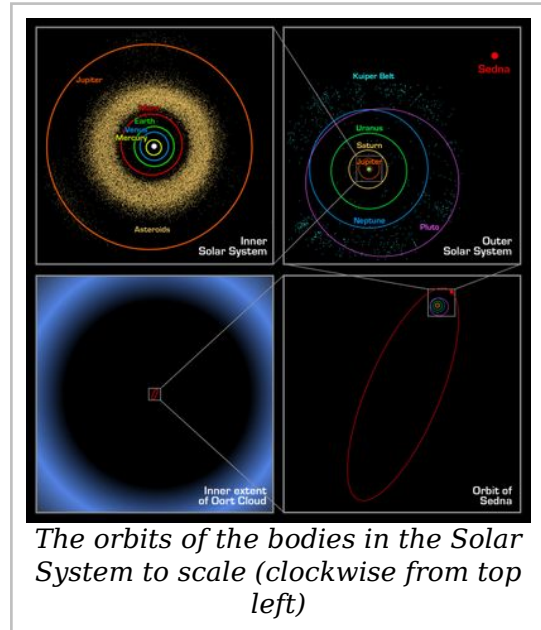 Jupiter
Mars
Earth
Venus
Mercury
Asteroids
Inner
Solar System
Kuiper Belt
Sedna
Uranus
Saturn
Jupiter
Neptune
Pluto
Outer
Solar System
Inner extent
of Oort Cloud
Orbit of
Sedna
The orbits of the bodies in the Solar
System to scale (clockwise from top
left)